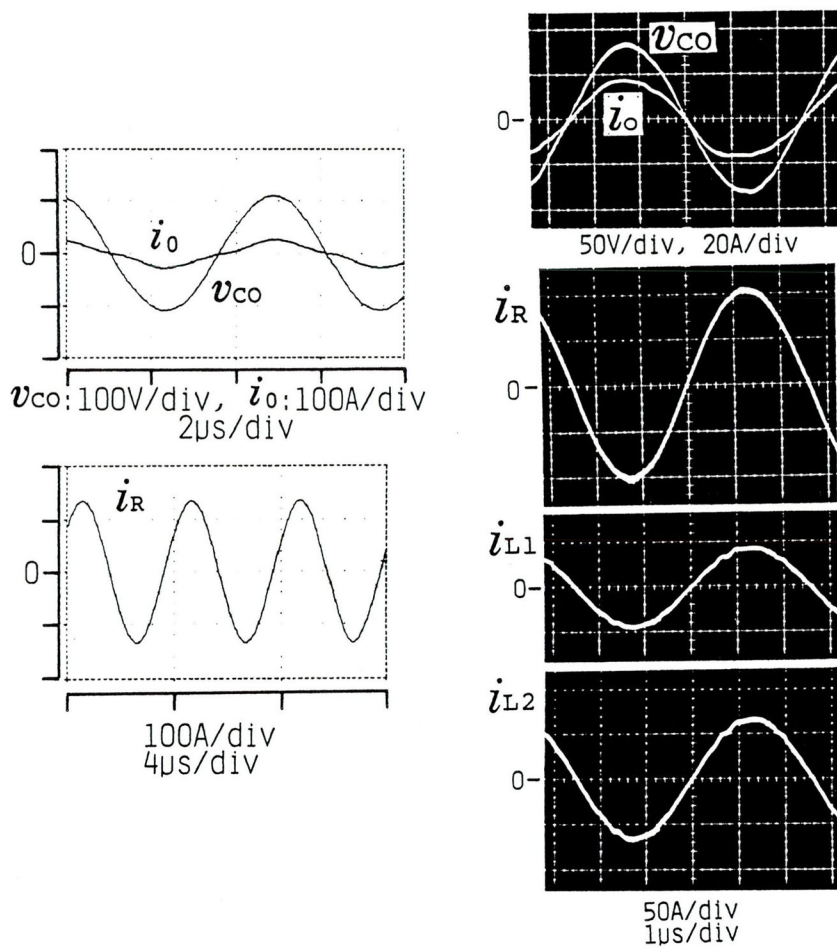 0
i0
vCO
vCO:100V/div, i0:100A/div
2μs/div
iR
0
100A/div
4μs/div
vCO
iO
0
50V/div, 20A/div
iR
0
iL1
0
iL2
0
50A/div
1μs/div